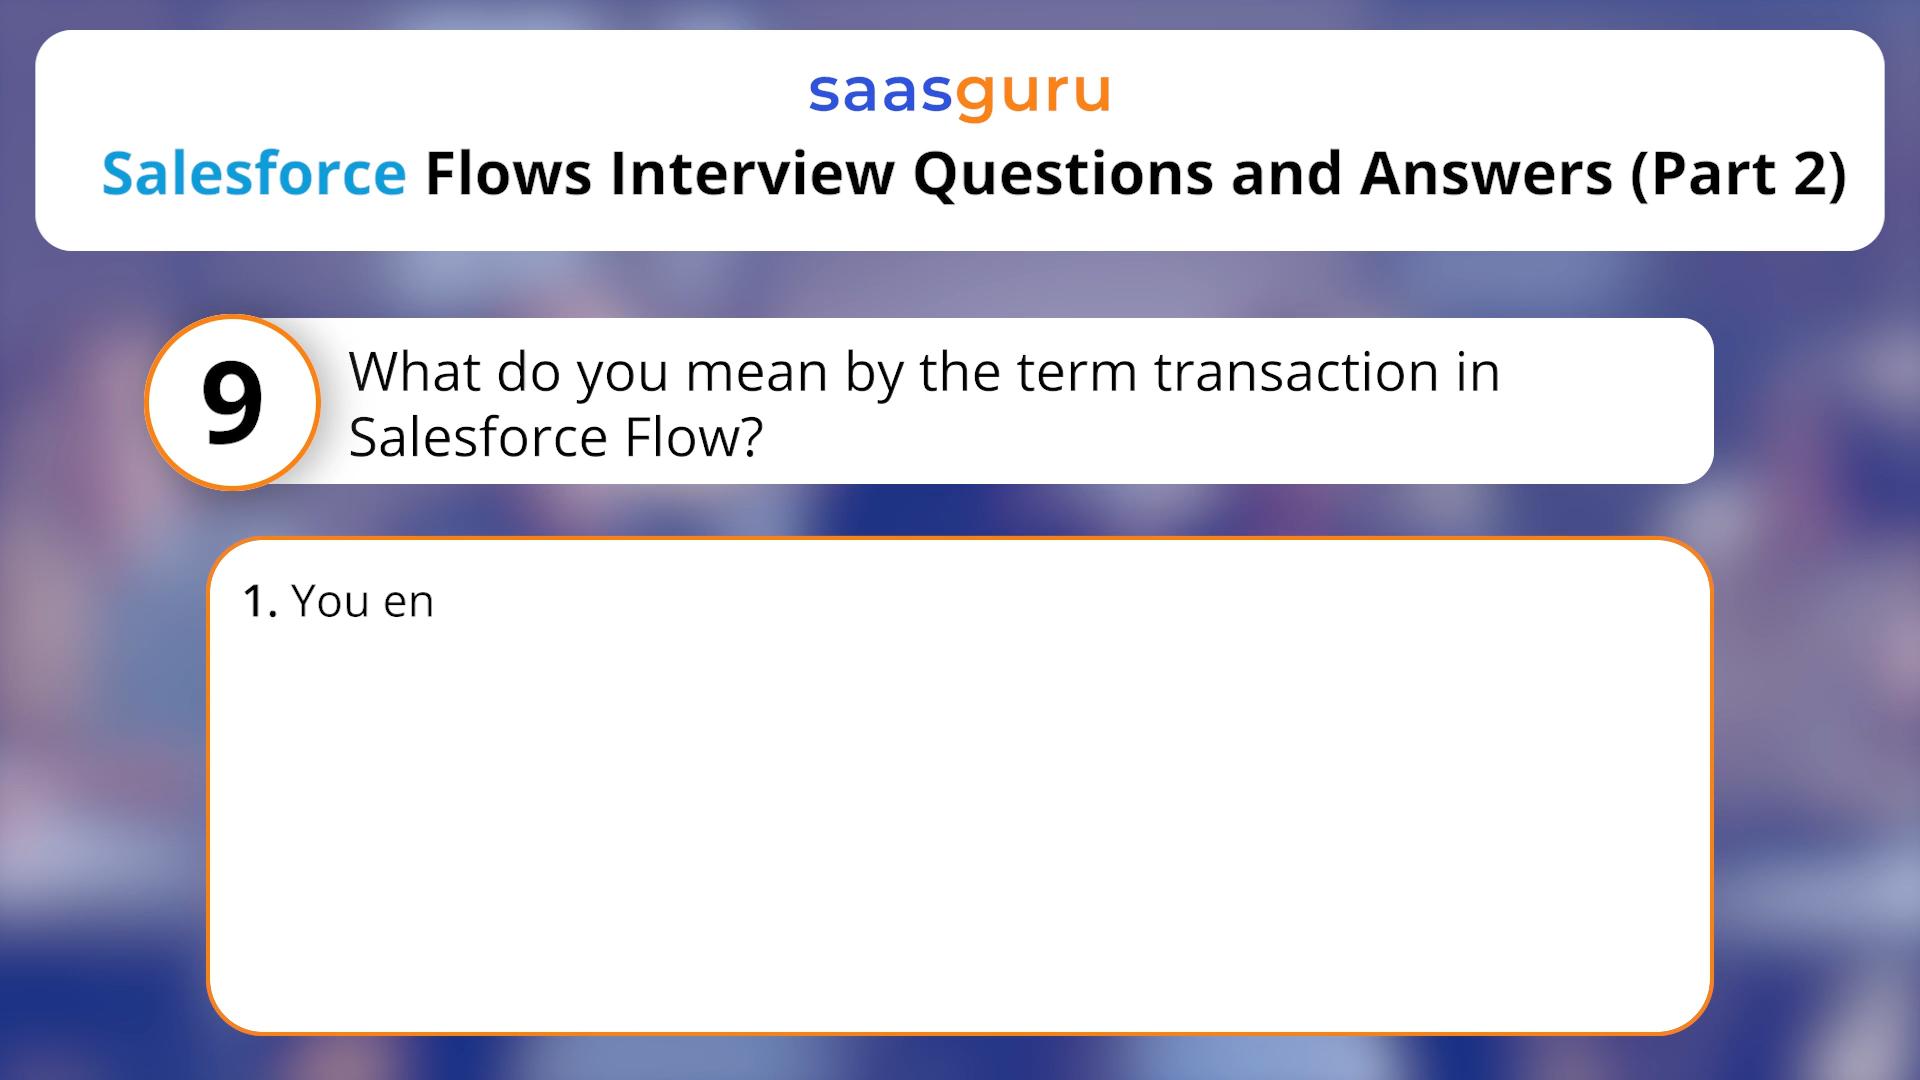 saasguru
Salesforce Flows Interview Questions and Answers (Part 2)
9
What do you mean by the term transaction in
Salesforce Flow?
1. You en